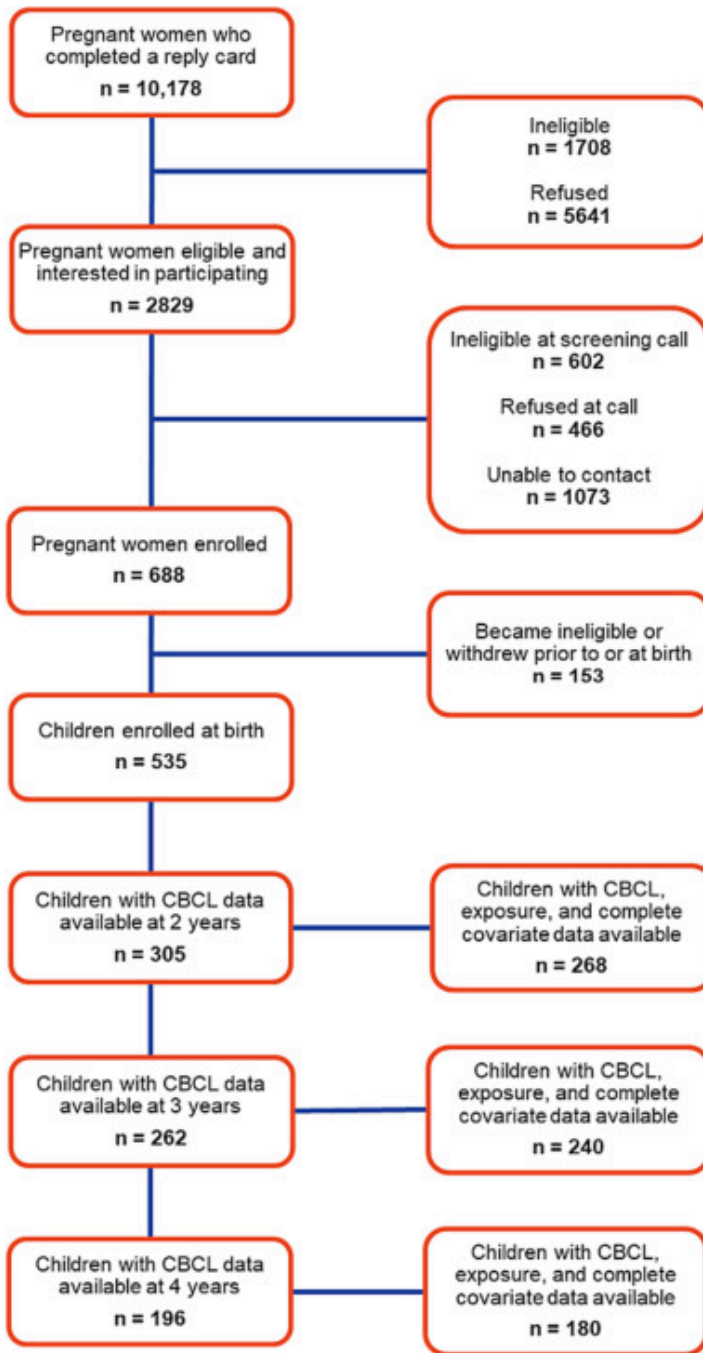 Pregnant women who
completed a reply card
n = 10,178
Ineligible
n = 1708
Refused
n = 5641
Pregnant women eligible and
interested in participating
n = 2829
Ineligible at screening call
n = 602
Refused at call
n = 466
Unable to contact
n = 1073
Pregnant women enrolled
n = 688
Became ineligible or
withdrew prior to or at birth
n = 153
Children enrolled at birth
n = 535
Children with CBCL data
available at 2 years
n = 305
Children with CBCL,
exposure, and complete
covariate data available
n = 268
Children with CBCL data
available at 3 years
n = 262
Children with CBCL,
exposure, and complete
covariate data available
n = 240
Children with CBCL data
available at 4 years
n = 196
Children with CBCL,
exposure, and complete
covariate data available
n = 180